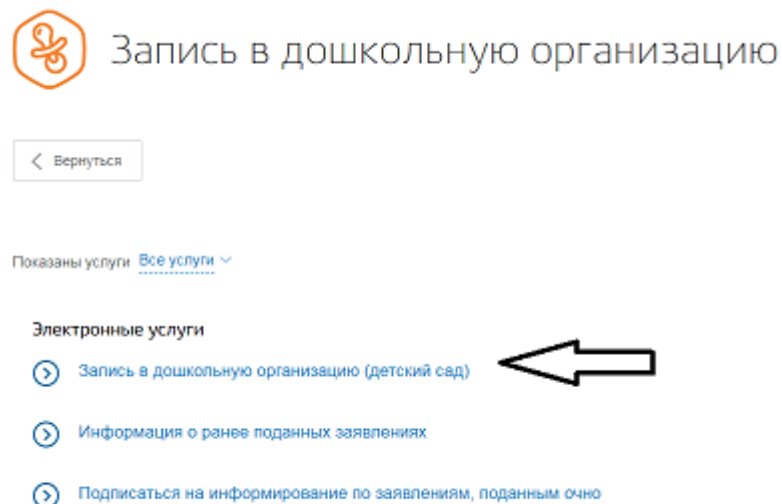 Запись в дошкольную организацию
Вернуться
Показаны услуги Все услуги
Электронные услуги
Запись в дошкольную организацию (детский сад)
Информация о ранее поданных заявлениях
Подписаться на информирование по заявлениям, поданным очно